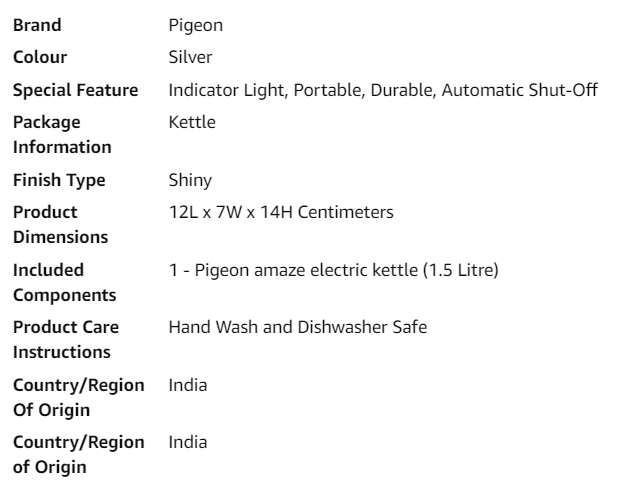 Brand Pigeon
Colour Silver
Special Feature Indicator Light, Portable, Durable, Automatic Shut-Off
Package Kettle
Information
Finish Type Shiny
Product 12L x 7W x 14H Centimeters
Dimensions
Included 1 - Pigeon amaze electric kettle (1.5 Litre)
Components
Product Care Hand Wash and Dishwasher Safe
Instructions
Country/Region India
Of Origin
Country/Region India
of Origin